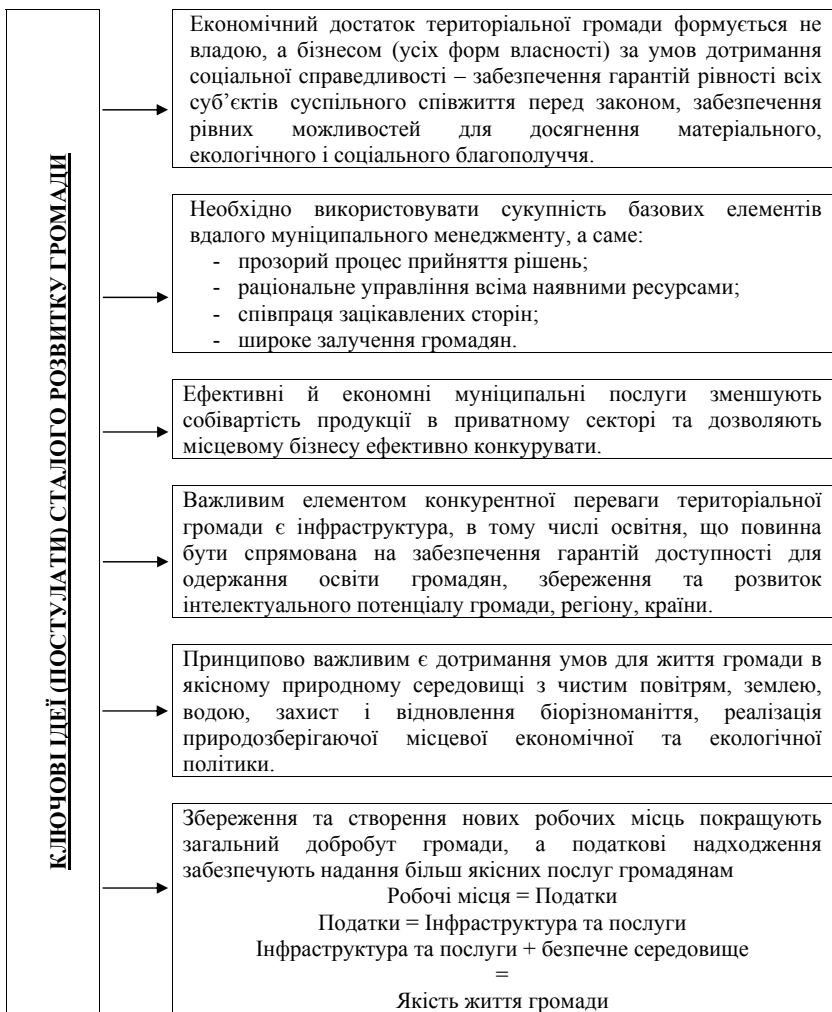 КЛЮЧОВІ ІДЕЇ (ПОСТУЛАТИ) СТАЛОГО РОЗВИТКУ ГРОМАДИ
Економічний достаток територіальної громади формується не
владою, а бізнесом (усіх форм власності) за умов дотримання
соціальної справедливості – забезпечення гарантій рівності всіх
суб’єктів суспільного співжиття перед законом, забезпечення
рівних можливостей для досягнення матеріального,
екологічного і соціального благополуччя.
Необхідно використовувати сукупність базових елементів
вдалого муніципального менеджменту, а саме:
- прозорий процес прийняття рішень;
- раціональне управління всіма наявними ресурсами;
- співпраця зацікавлених сторін;
- широке залучення громадян.
Ефективні й економні муніципальні послуги зменшують
собівартість продукції в приватному секторі та дозволяють
місцевому бізнесу ефективно конкурувати.
Важливим елементом конкурентної переваги територіальної
громади є інфраструктура, в тому числі освітня, що повинна
бути спрямована на забезпечення гарантій доступності для
одержання освіти громадян, збереження та розвиток
інтелектуального потенціалу громади, регіону, країни.
Принципово важливим є дотримання умов для життя громади в
якісному природному середовищі з чистим повітрям, землею,
водою, захист і відновлення біорізноманіття, реалізація
природозберігаючої місцевої економічної та екологічної
політики.
Збереження та створення нових робочих місць покращують
загальний добробут громади, а податкові надходження
забезпечують надання більш якісних послуг громадянам
Робочі місця = Податки
Податки = Інфраструктура та послуги
Інфраструктура та послуги + безпечне середовище
=
Якість життя громади